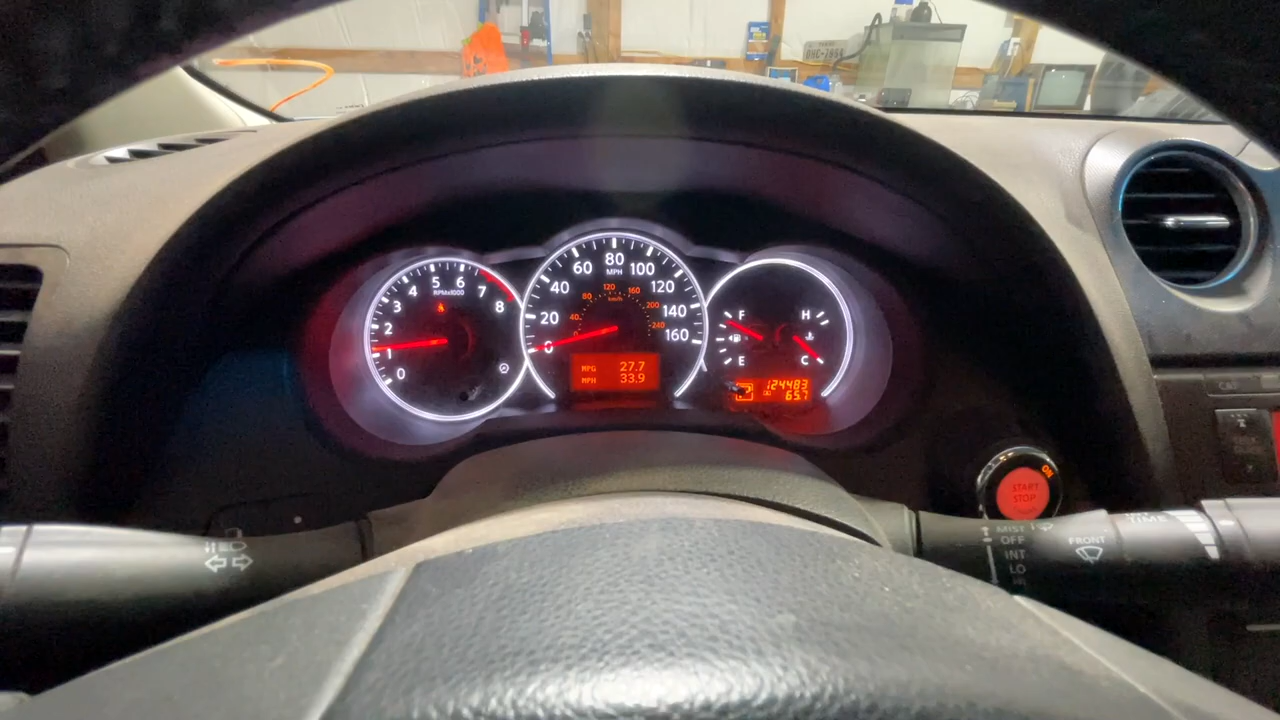 0
1
2
3
4
5
6
7
8
RPMx1000
0
20
40
60
80
100
120
140
160
MPH
40
80
120
160
200
240
km/h
MPG 27.7
MPH 33.9
F
E
H
C
124483
65.7
ON
START
STOP
MIST
OFF
INT
LO
FRONT
TIME